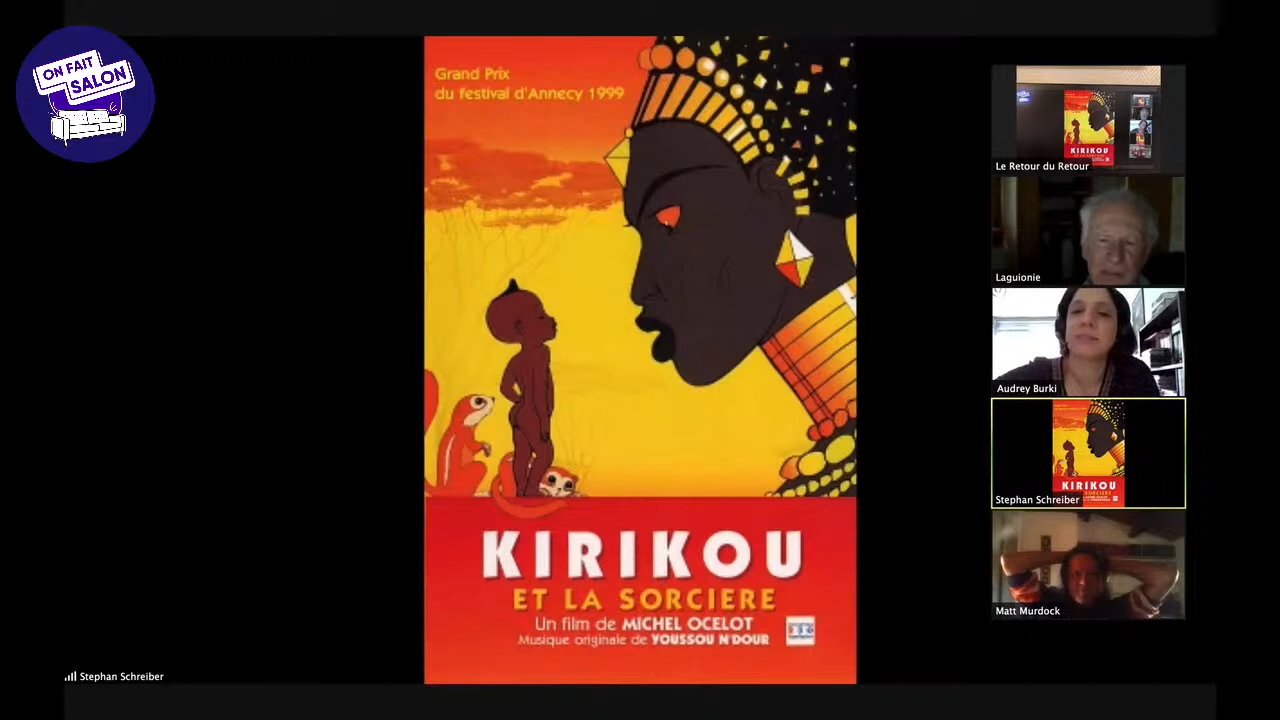 ON FAIT
SALON
Grand Prix
du festival d'Annecy 1999
KIRIKOU
ET LA SORCIERE
Un film de MICHEL OCELOT
Musique originale de YOUSSOU N'DOUR
Le Retour du Retour
Laguionie
Audrey Burki
KIRIKOU
Stephan Schreiber
Matt Murdock
Stephan Schreiber